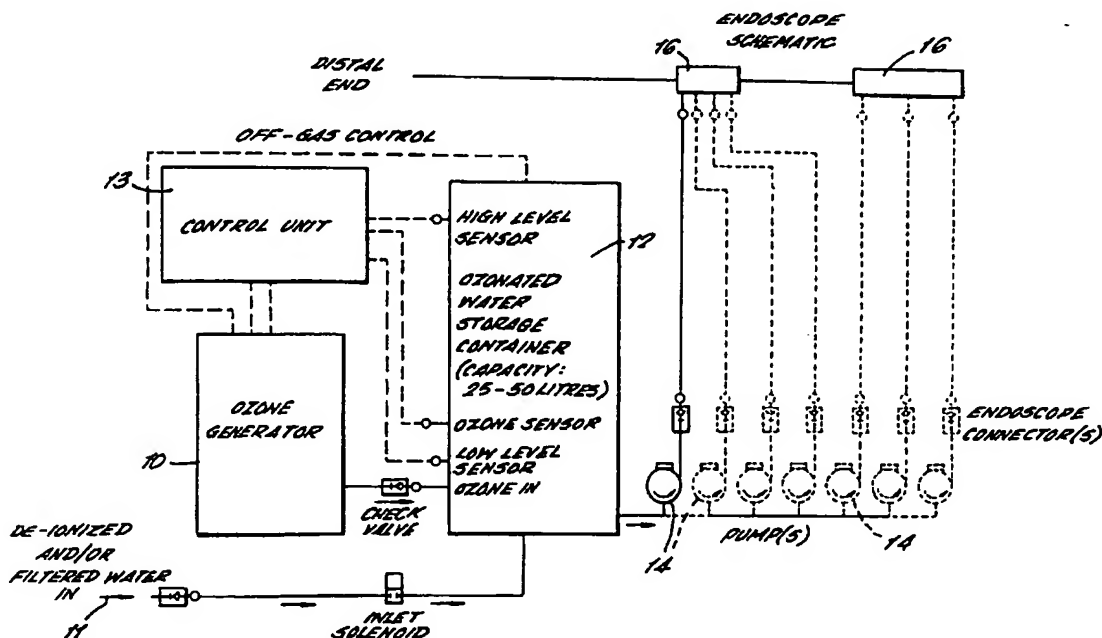 ENDOSCOPE
SCHEMATIC
16
16
DISTAL
END
OFF-GAS CONTROL
13
CONTROL UNIT
HIGH LEVEL
SENSOR
12
OZONATED
WATER
STORAGE
CONTAINER
(CAPACITY:
25-50 LITRES)
OZONE
GENERATOR
10
OZONE SENSOR
LOW LEVEL
SENSOR
OZONE IN
CHECK
VALVE
ENDOSCOPE
CONNECTOR(S)
14
PUMP(S)
14
DE-IONIZED
AND/OR
FILTERED WATER
IN
11
INLET
SOLENOID